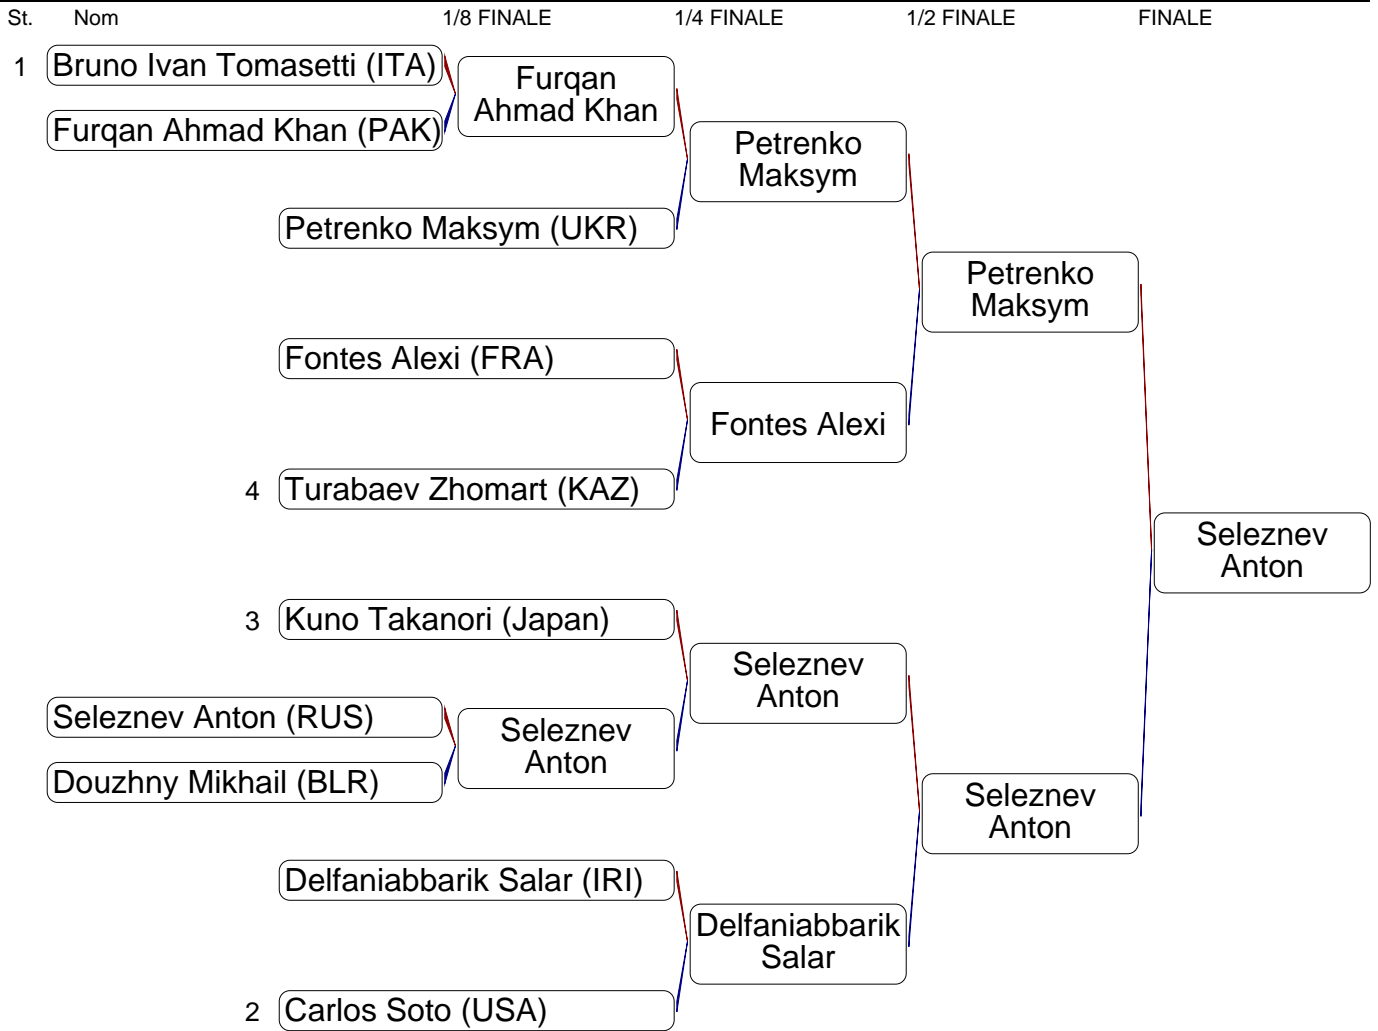 St. Nom 1/8 FINALE 1/4 FINALE 1/2 FINALE FINALE
1 Bruno Ivan Tomasetti (ITA)
Furqan
Ahmad Khan
Furqan Ahmad Khan (PAK)
Petrenko
Maksym
Petrenko Maksym (UKR)
Petrenko
Maksym
Fontes Alexi (FRA)
Fontes Alexi
4 Turabaev Zhomart (KAZ)
Seleznev
Anton
3 Kuno Takanori (Japan)
Seleznev
Anton
Seleznev Anton (RUS)
Seleznev
Anton
Douzhny Mikhail (BLR)
Seleznev
Anton
Delfaniabbarik Salar (IRI)
Delfaniabbarik
Salar
2 Carlos Soto (USA)